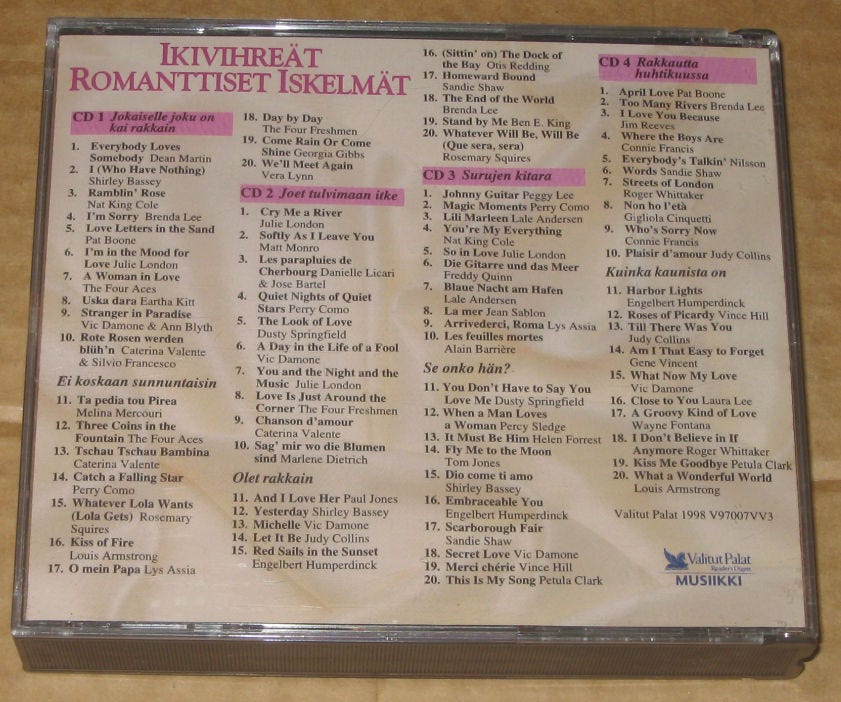 IKIVIHREÄT
ROMANTTISET ISKELMÄT
CD 1 Jokaiselle joku on
kai rakkain
1. Everybody Loves
Somebody Dean Martin
2. I (Who Have Nothing)
Shirley Bassey
3. Ramblin' Rose
Nat King Cole
4. I'm Sorry Brenda Lee
5. Love Letters in the Sand
Pat Boone
6. I'm in the Mood for
Love Julie London
7. A Woman in Love
The Four Aces
8. Uska dara Eartha Kitt
9. Stranger in Paradise
Vic Damone & Ann Blyth
10. Rote Rosen werden
blüh'n Caterina Valente
& Silvio Francesco
Ei koskaan sunnuntaisin
11. Ta pedia tou Pirea
Melina Mercouri
12. Three Coins in the
Fountain The Four Aces
13. Tschau Tschau Bambina
Caterina Valente
14. Catch a Falling Star
Perry Como
15. Whatever Lola Wants
(Lola Gets) Rosemary
Squires
16. Kiss of Fire
Louis Armstrong
17. O mein Papa Lys Assia
18. Day by Day
The Four Freshmen
19. Come Rain Or Come
Shine Georgia Gibbs
20. We'll Meet Again
Vera Lynn
CD 2 Joet tulvimaan itke
1. Cry Me a River
Julie London
2. Softly As I Leave You
Matt Monro
3. Les parapluies de
Cherbourg Danielle Licari
& Jose Bartel
4. Quiet Nights of Quiet
Stars Perry Como
5. The Look of Love
Dusty Springfield
6. A Day in the Life of a Fool
Vic Damone
7. You and the Night and the
Music Julie London
8. Love Is Just Around the
Corner The Four Freshmen
9. Chanson d'amour
Caterina Valente
10. Sag' mir wo die Blumen
sind Marlene Dietrich
Olet rakkain
11. And I Love Her Paul Jones
12. Yesterday Shirley Bassey
13. Michelle Vic Damone
14. Let It Be Judy Collins
15. Red Sails in the Sunset
Engelbert Humperdinck
16. (Sittin' on) The Dock of
the Bay Otis Redding
17. Homeward Bound
Sandie Shaw
18. The End of the World
Brenda Lee
19. Stand by Me Ben E. King
20. Whatever Will Be, Will Be
(Que sera, sera)
Rosemary Squires
CD 3 Surujen kitara
1. Johnny Guitar Peggy Lee
2. Magic Moments Perry Como
3. Lili Marleen Lale Andersen
4. You're My Everything
Nat King Cole
5. So in Love Julie London
6. Die Gitarre und das Meer
Freddy Quinn
7. Blaue Nacht am Hafen
Lale Andersen
8. La mer Jean Sablon
9. Arrivederci, Roma Lys Assia
10. Les feuilles mortes
Alain Barrière
Se onko hän?
11. You Don't Have to Say You
Love Me Dusty Springfield
12. When a Man Loves
a Woman Percy Sledge
13. It Must Be Him Helen Forrest
14. Fly Me to the Moon
Tom Jones
15. Dio come ti amo
Shirley Bassey
16. Embraceable You
Engelbert Humperdinck
17. Scarborough Fair
Sandie Shaw
18. Secret Love Vic Damone
19. Merci chérie Vince Hill
20. This Is My Song Petula Clark
CD 4 Rakkautta
huhtikuussa
1. April Love Pat Boone
2. Too Many Rivers Brenda Lee
3. I Love You Because
Jim Reeves
4. Where the Boys Are
Connie Francis
5. Everybody's Talkin' Nilsson
6. Words Sandie Shaw
7. Streets of London
Roger Whittaker
8. Non ho l'età
Gigliola Cinquetti
9. Who's Sorry Now
Connie Francis
10. Plaisir d'amour Judy Collins
Kuinka kaunista on
11. Harbor Lights
Engelbert Humperdinck
12. Roses of Picardy Vince Hill
13. Till There Was You
Judy Collins
14. Am I That Easy to Forget
Gene Vincent
15. What Now My Love
Vic Damone
16. Close to You Laura Lee
17. A Groovy Kind of Love
Wayne Fontana
18. I Don't Believe in If
Anymore Roger Whittaker
19. Kiss Me Goodbye Petula Clark
20. What a Wonderful World
Louis Armstrong
Valitut Palat 1998 V97007VV3
Valitut Palat
Reader's Digest
MUSIIKKI